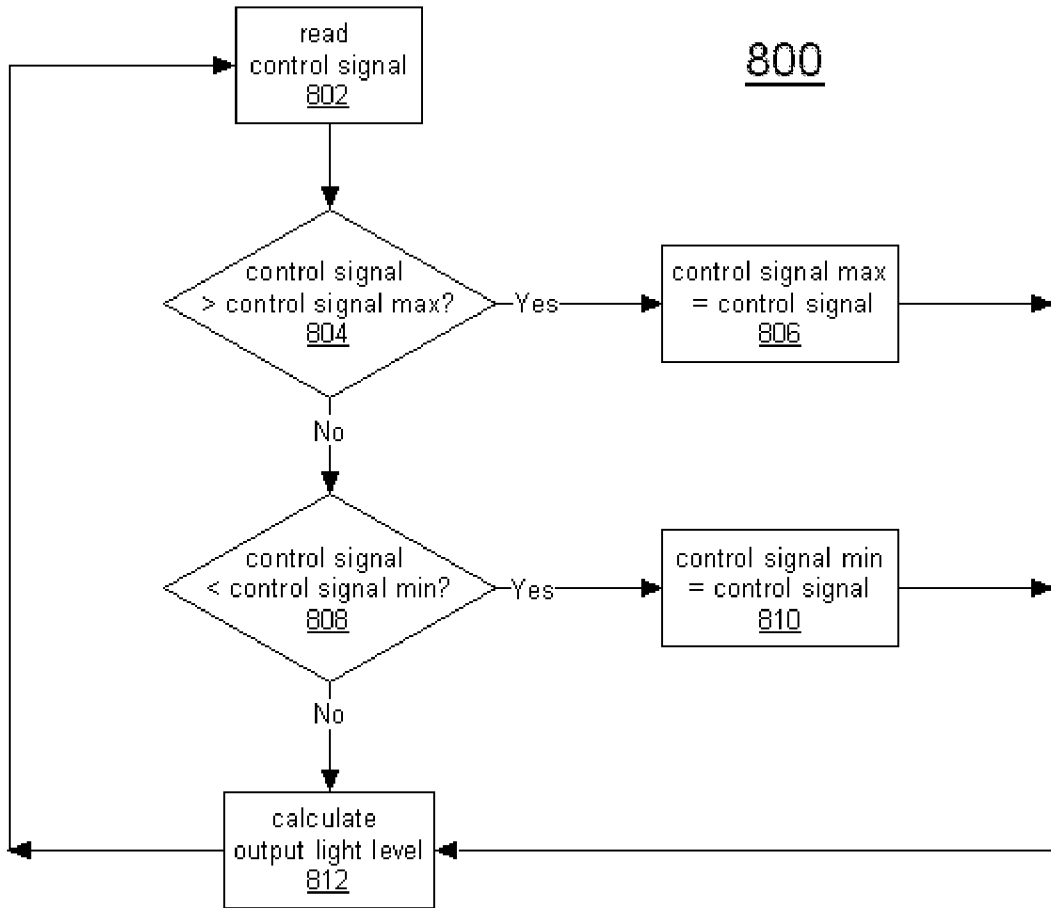 800
read
control signal
802
control signal
> control signal max?
804
Yes
control signal max
= control signal
806
No
control signal
< control signal min?
808
Yes
control signal min
= control signal
810
No
calculate
output light level
812